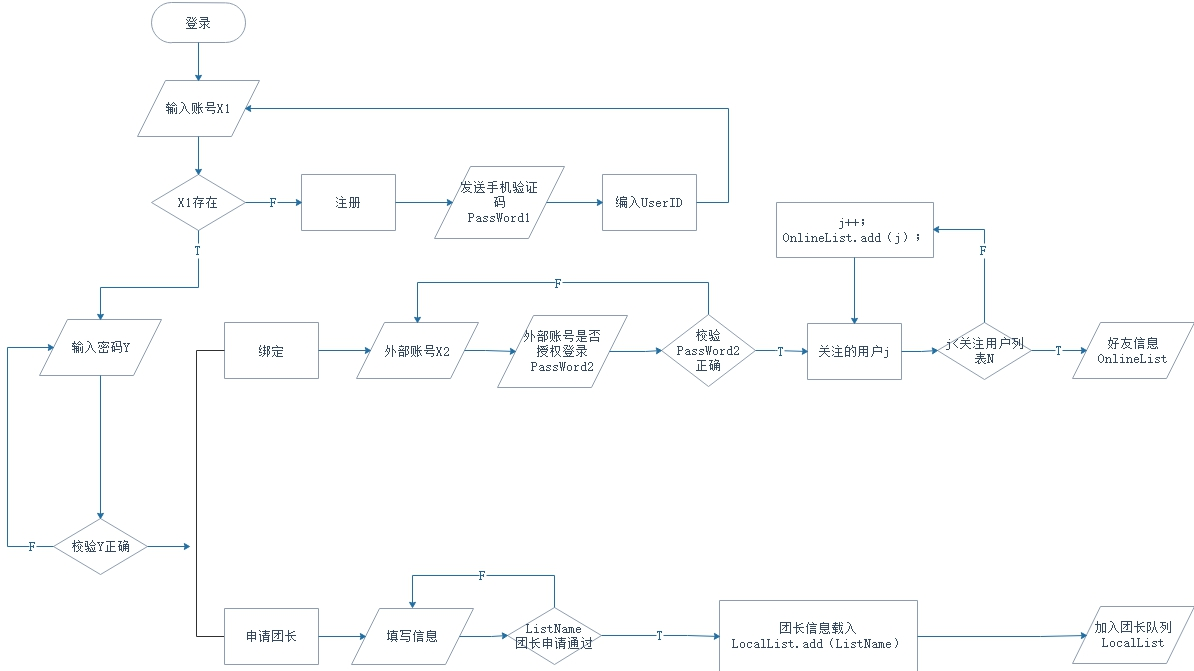 登录
输入账号X1
X1存在
F
注册
发送手机验证
码
PassWord1
编入UserID
T
j++;
OnlineList.add（j）;
F
F
输入密码Y
绑定
外部账号X2
外部账号是否
授权登录
PassWord2
校验
PassWord2
正确
T
关注的用户j
j<关注用户列
表N
T
好友信息
OnlineList
F
校验Y正确
F
申请团长
填写信息
ListName
团长申请通过
T
团长信息载入
LocalList.add（ListName）
加入团长队列
LocalList